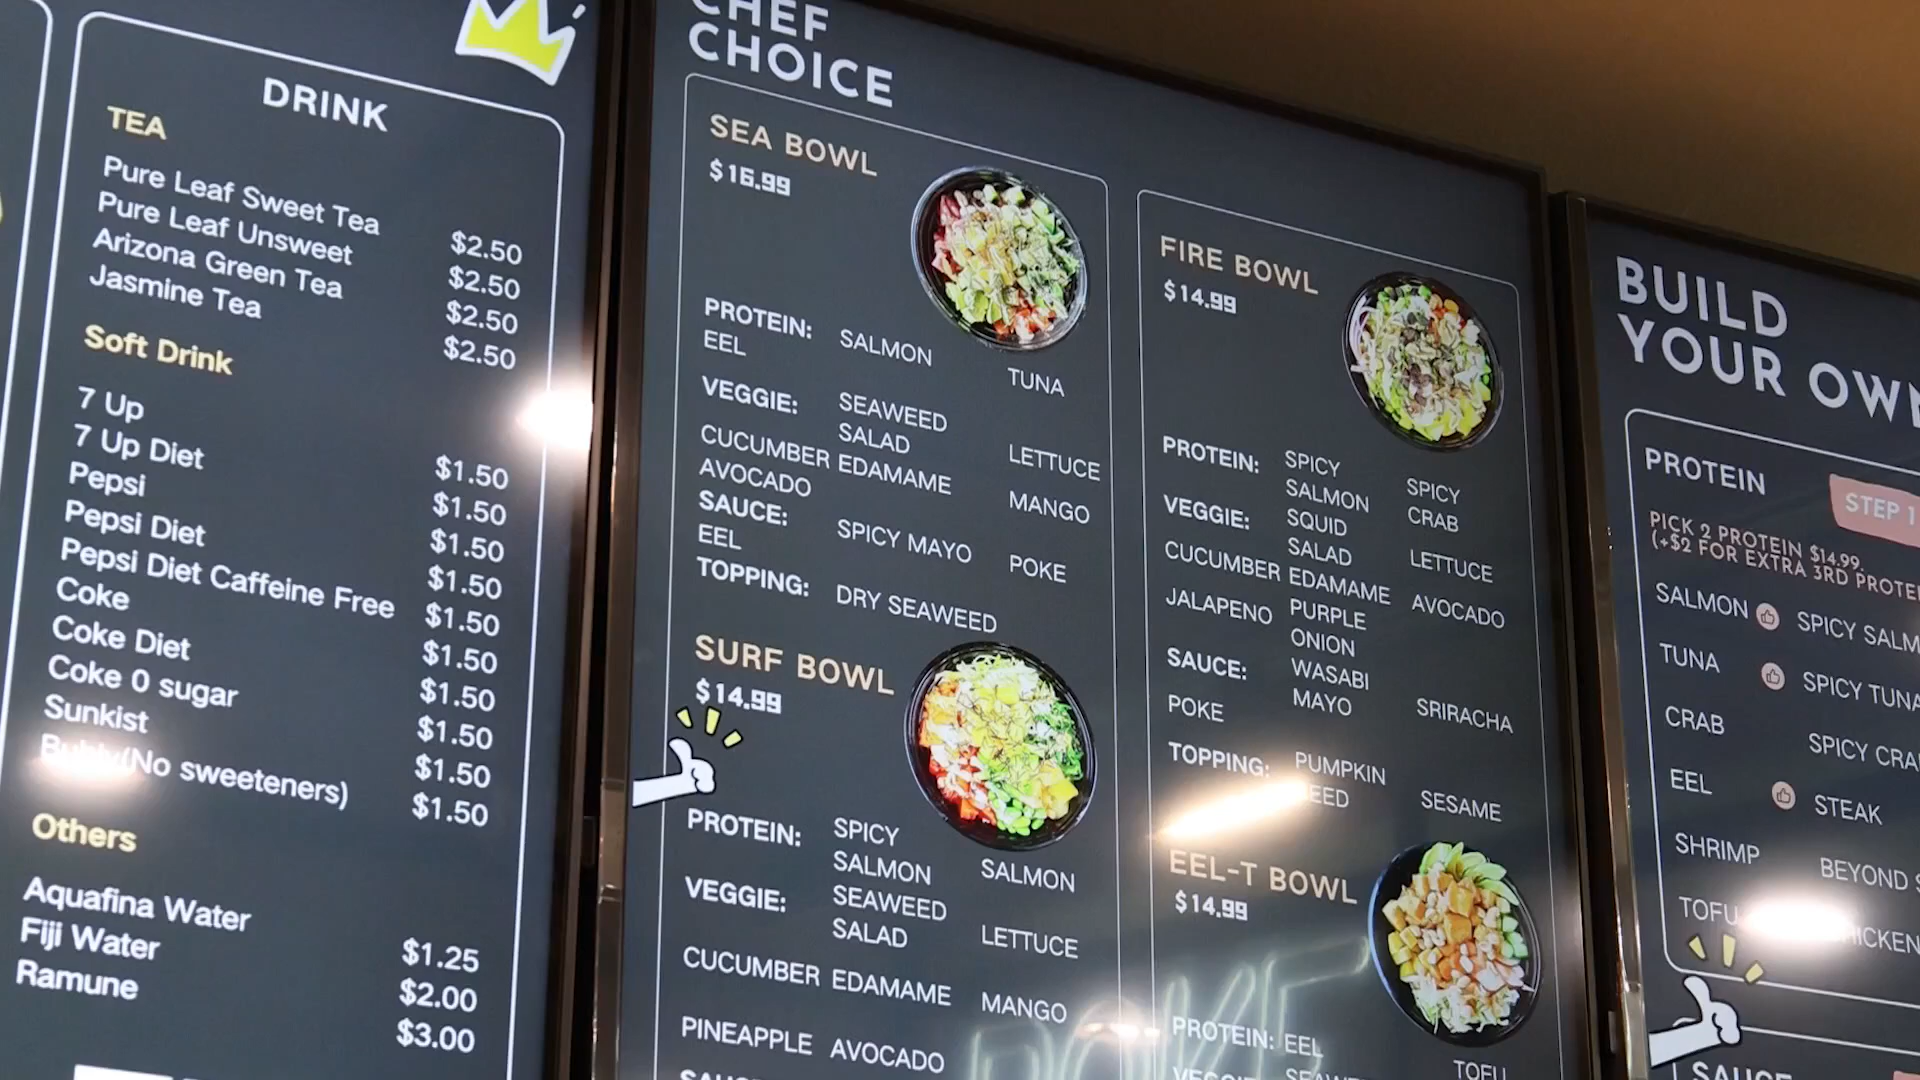 DRINK
TEA
Pure Leaf Sweet Tea $2.50
Pure Leaf Unsweet $2.50
Arizona Green Tea $2.50
Jasmine Tea $2.50
Soft Drink
7 Up $1.50
7 Up Diet $1.50
Pepsi $1.50
Pepsi Diet $1.50
Pepsi Diet Caffeine Free $1.50
Coke $1.50
Coke Diet $1.50
Coke 0 sugar $1.50
Sunkist $1.50
(No sweeteners) $1.50
Others
Aquafina Water $1.25
Fiji Water $2.00
Ramune $3.00
CHEF
CHOICE
SEA BOWL
$16.99
PROTEIN: SALMON TUNA
EEL
VEGGIE: SEAWEED SALAD LETTUCE
CUCUMBER EDAMAME MANGO
AVOCADO
SAUCE: SPICY MAYO POKE
EEL
TOPPING: DRY SEAWEED
SURF BOWL
$14.99
PROTEIN: SPICY SALMON SALMON
VEGGIE: SEAWEED SALAD LETTUCE
CUCUMBER EDAMAME MANGO
PINEAPPLE AVOCADO
FIRE BOWL
$14.99
PROTEIN: SPICY SALMON SPICY CRAB
VEGGIE: SQUID SALAD LETTUCE
CUCUMBER EDAMAME AVOCADO
JALAPENO PURPLE ONION
SAUCE: WASABI MAYO SRIRACHA
POKE
TOPPING: PUMPKIN EED SESAME
EEL-T BOWL
$14.99
PROTEIN: EEL TOFU
BUILD
YOUR OWN
PROTEIN STEP 1
PICK 2 PROTEIN $14.99.
(+$2 FOR EXTRA 3RD PROTEI
SALMON SPICY SALM
TUNA SPICY TUNA
CRAB SPICY CRA
EEL STEAK
SHRIMP BEYOND S
TOFU HICKEN
SAUCE